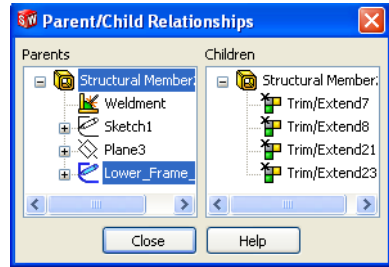 Parent/Child Relationships
Parents
Structural Member
Weldment
Sketch1
Plane3
Lower_Frame_
Children
Structural Member
Trim/Extend7
Trim/Extend8
Trim/Extend21
Trim/Extend23
Close
Help